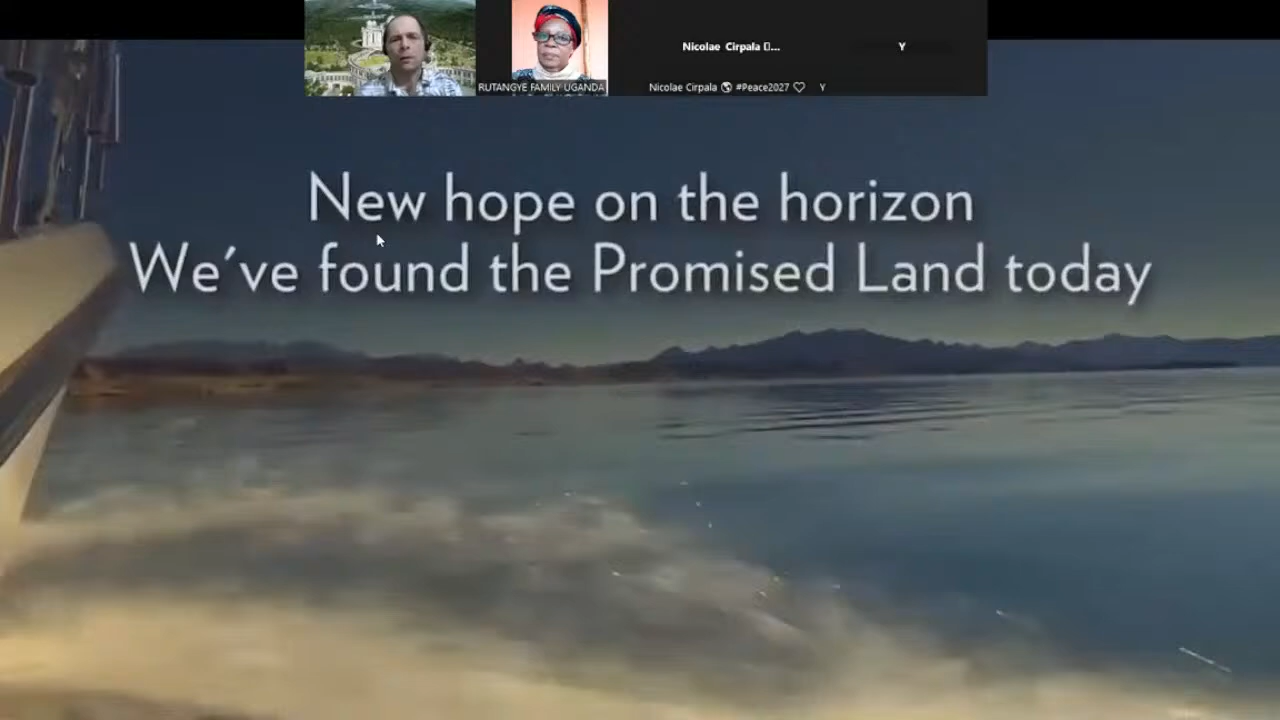 Nicolae Cirpala ▯...
Y
RUTANGYE FAMILY UGANDA
Nicolae Cirpala 🌎 #Peace2027 ♡
Y
New hope on the horizon
We've found the Promised Land today